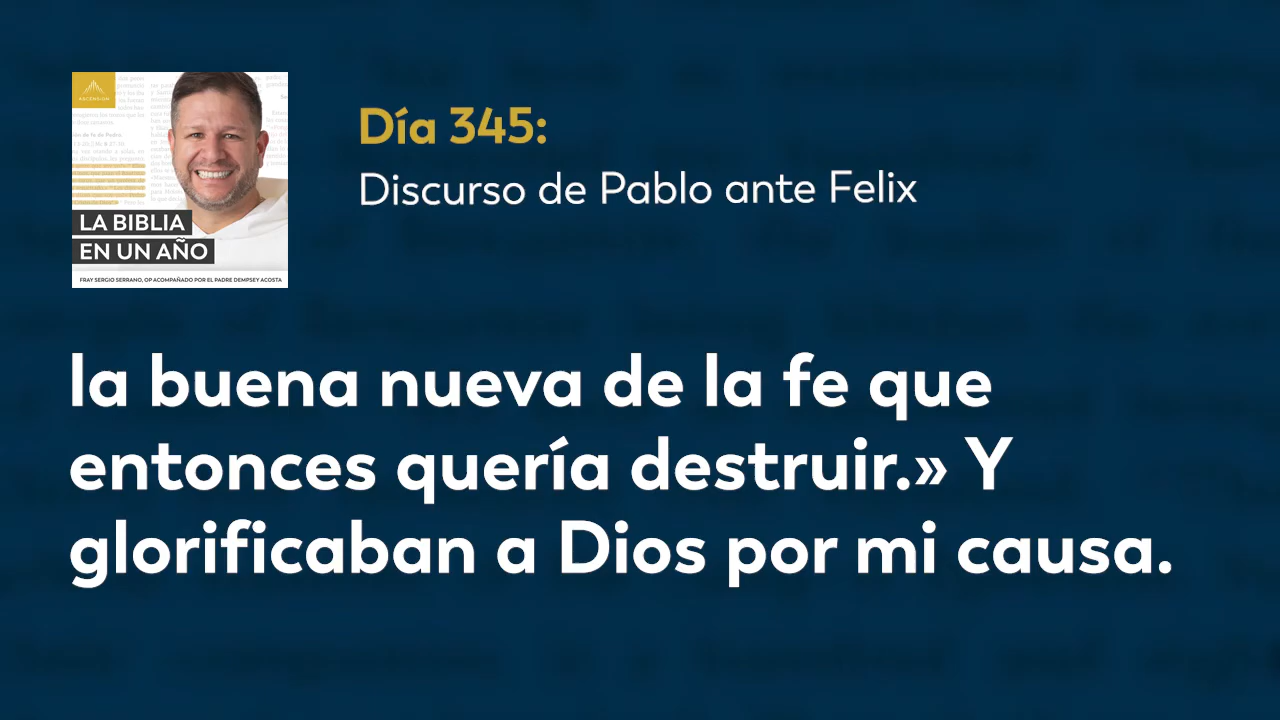 ASCENSION
LA BIBLIA
EN UN AÑO
FRAY SERGIO SERRANO, OP ACOMPAÑADO POR EL PADRE DEMPSEY ACOSTA
Día 345:
Discurso de Pablo ante Felix
la buena nueva de la fe que
entonces quería destruir.» Y
glorificaban a Dios por mi causa.